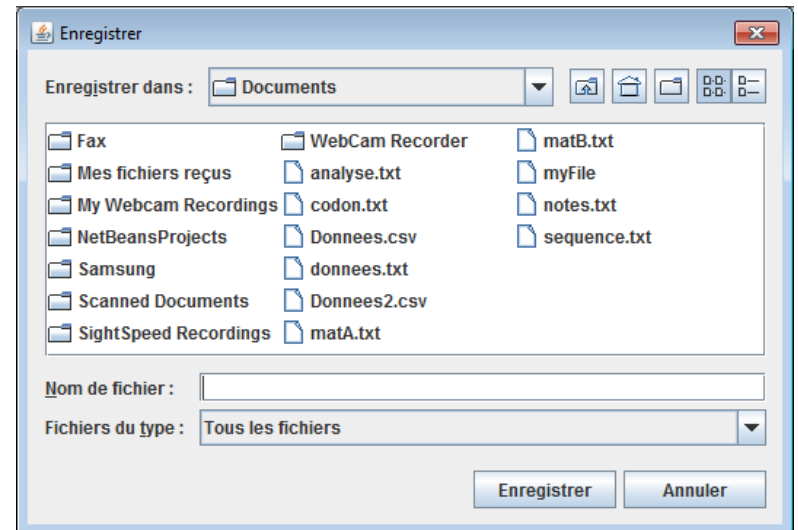 Enregistrer
Enregistrer dans : Documents
Fax WebCam Recorder matB.txt
Mes fichiers reçus analyse.txt myFile
My Webcam Recordings codon.txt notes.txt
NetBeansProjects Donnees.csv sequence.txt
Samsung donnees.txt
Scanned Documents Donnees2.csv
SightSpeed Recordings matA.txt
Nom de fichier :
Fichiers du type : Tous les fichiers
Enregistrer Annuler